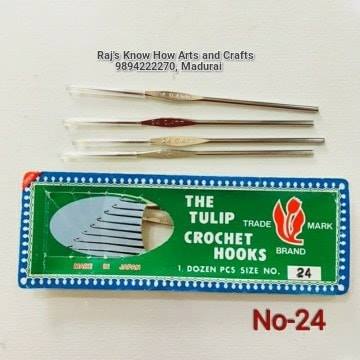 Raj's Know How Arts and Crafts
9894222270, Madurai
THE
TULIP
CROCHET
HOOKS
TRADE MARK
BRAND
MADE IN JAPAN
1. DOZEN PCS SIZE NO. 24
No-24